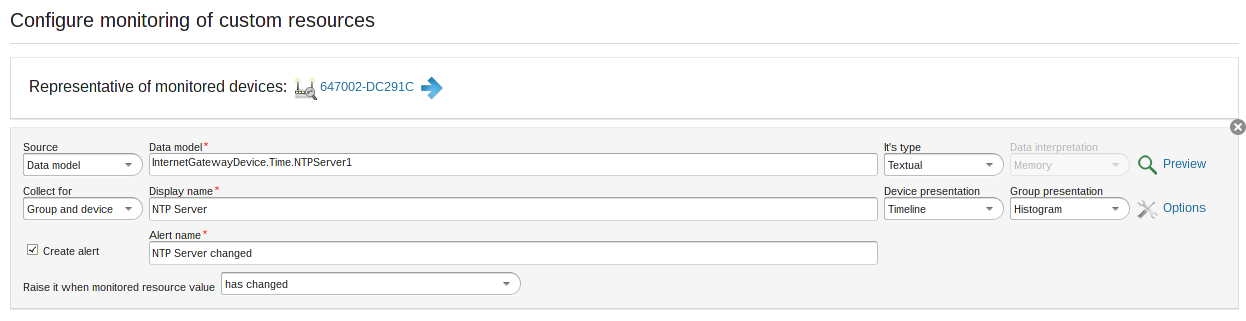 Configure monitoring of custom resources
Representative of monitored devices: 647002-DC291C
Source Data model* It's type Data interpretation
Data model InternetGatewayDevice.Time.NTPServer1 Textual Memory Preview
Collect for Display name* Device presentation Group presentation
Group and device NTP Server Timeline Histogram Options
Alert name*
Create alert NTP Server changed
Raise it when monitored resource value has changed